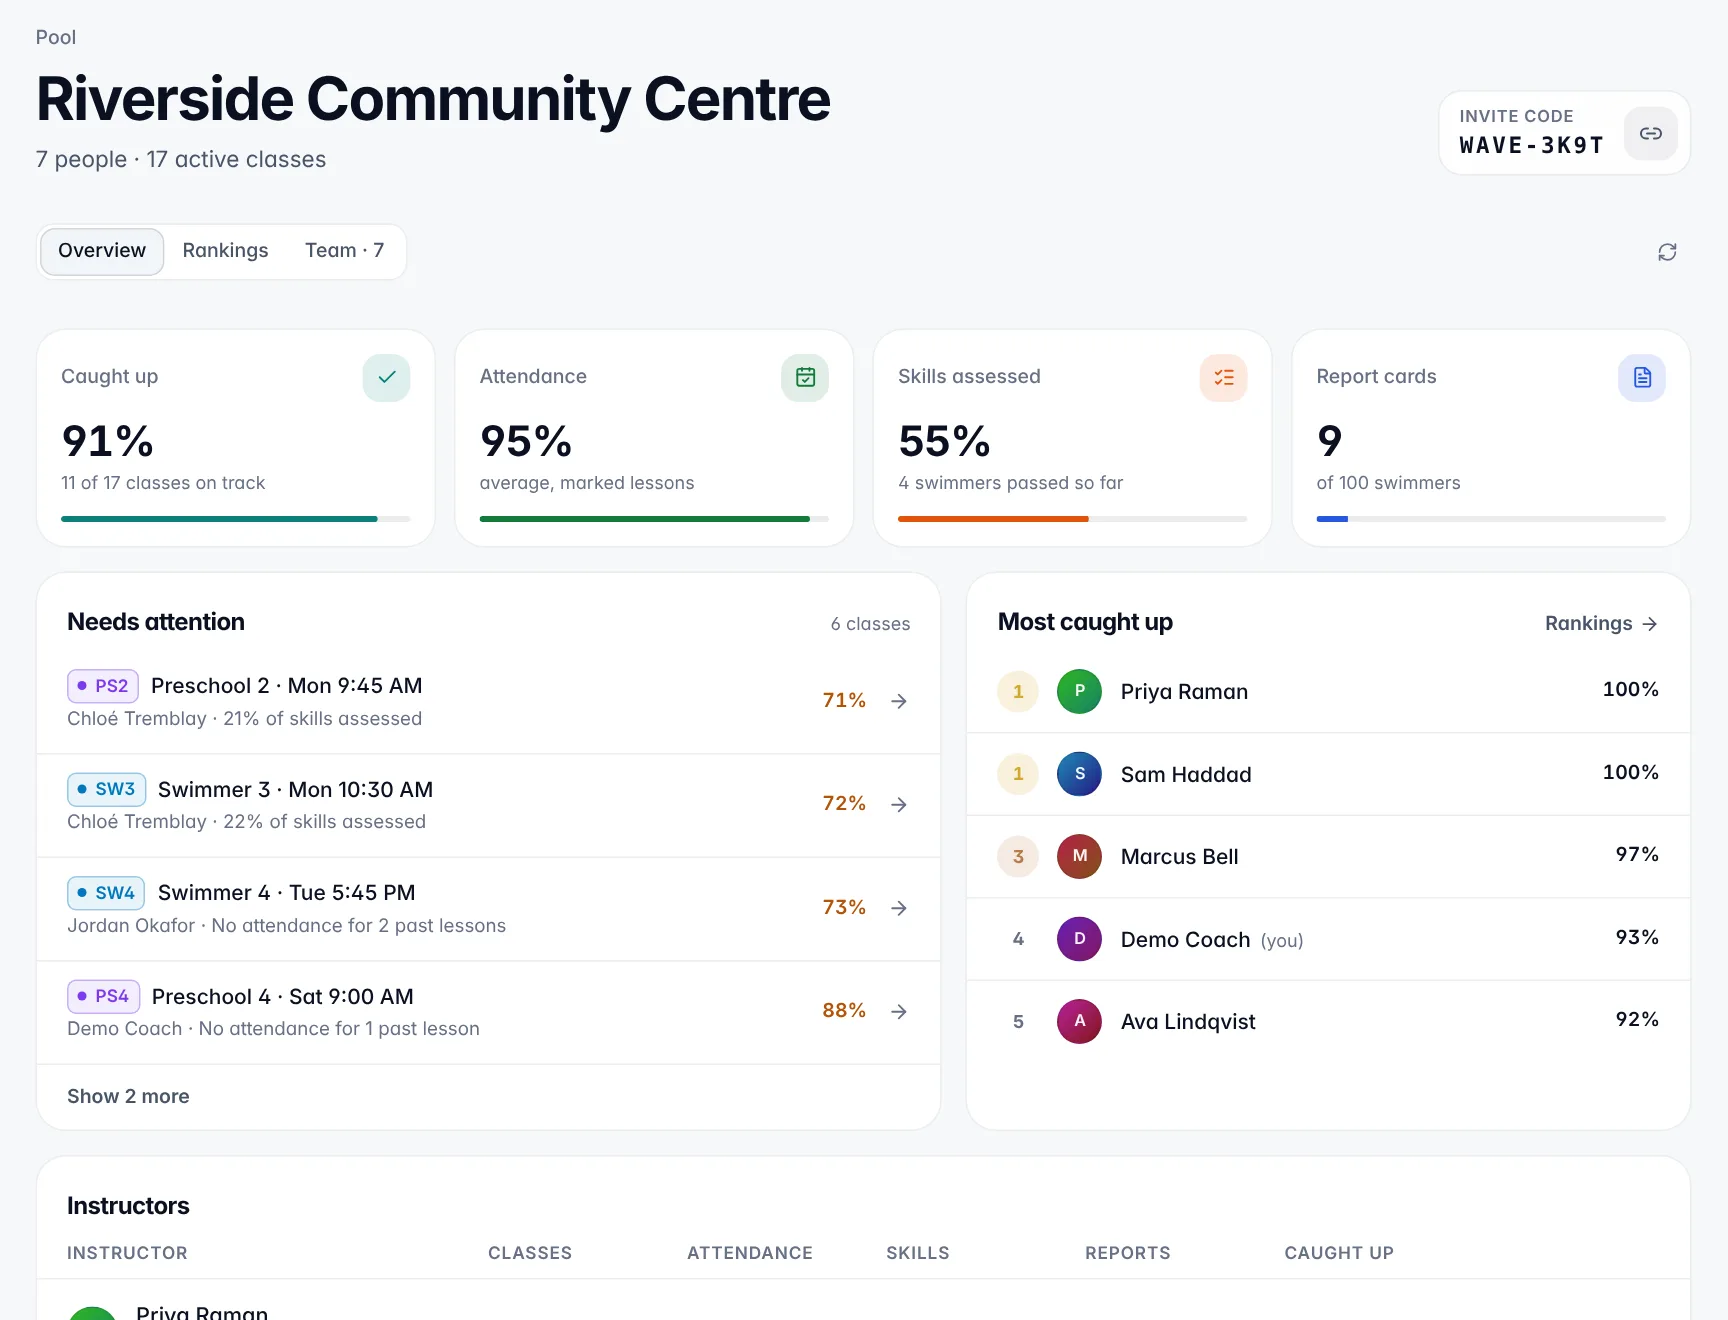 Pool
Riverside Community Centre
7 people · 17 active classes
INVITE CODE
WAVE-3K9T
Overview
Rankings
Team · 7
Caught up
91%
11 of 17 classes on track
Attendance
95%
average, marked lessons
Skills assessed
55%
4 swimmers passed so far
Report cards
9
of 100 swimmers
Needs attention
6 classes
PS2 Preschool 2 · Mon 9:45 AM
Chloé Tremblay · 21% of skills assessed
71%
SW3 Swimmer 3 · Mon 10:30 AM
Chloé Tremblay · 22% of skills assessed
72%
SW4 Swimmer 4 · Tue 5:45 PM
Jordan Okafor · No attendance for 2 past lessons
73%
PS4 Preschool 4 · Sat 9:00 AM
Demo Coach · No attendance for 1 past lesson
88%
Show 2 more
Most caught up
Rankings
1 P Priya Raman 100%
1 S Sam Haddad 100%
3 M Marcus Bell 97%
4 D Demo Coach (you) 93%
5 A Ava Lindqvist 92%
Instructors
INSTRUCTOR CLASSES ATTENDANCE SKILLS REPORTS CAUGHT UP
Priya Raman